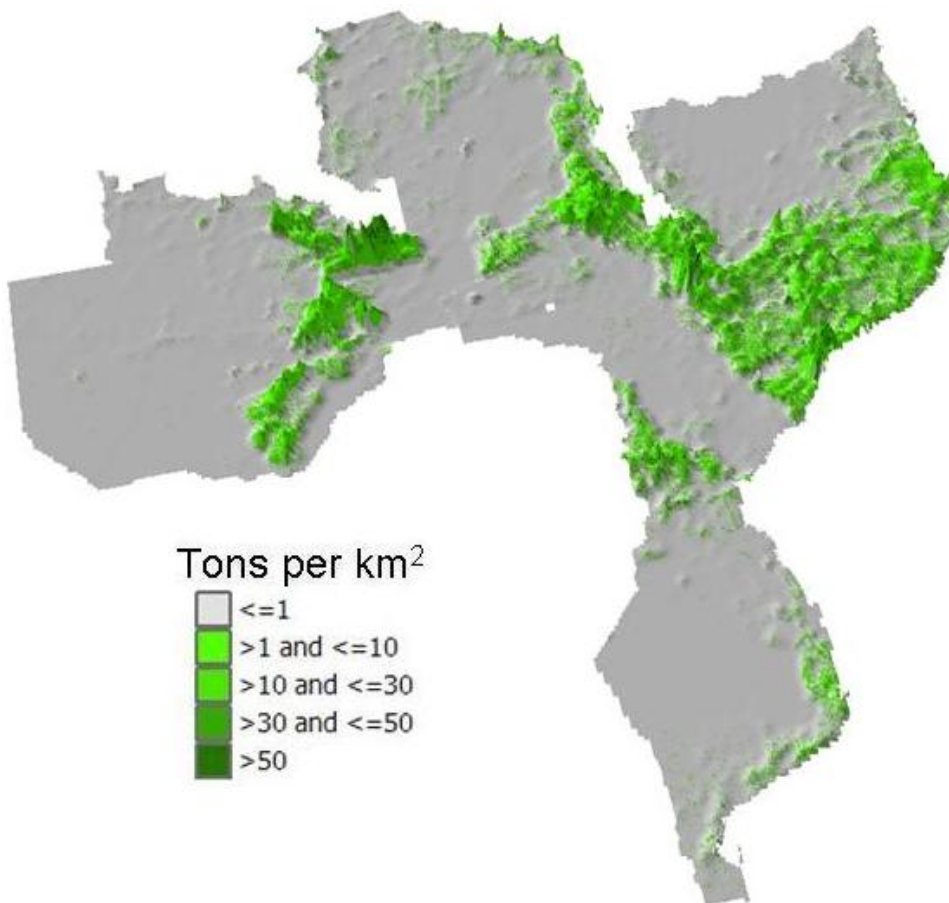 Tons per km²
<=1
>1 and <=10
>10 and <=30
>30 and <=50
>50